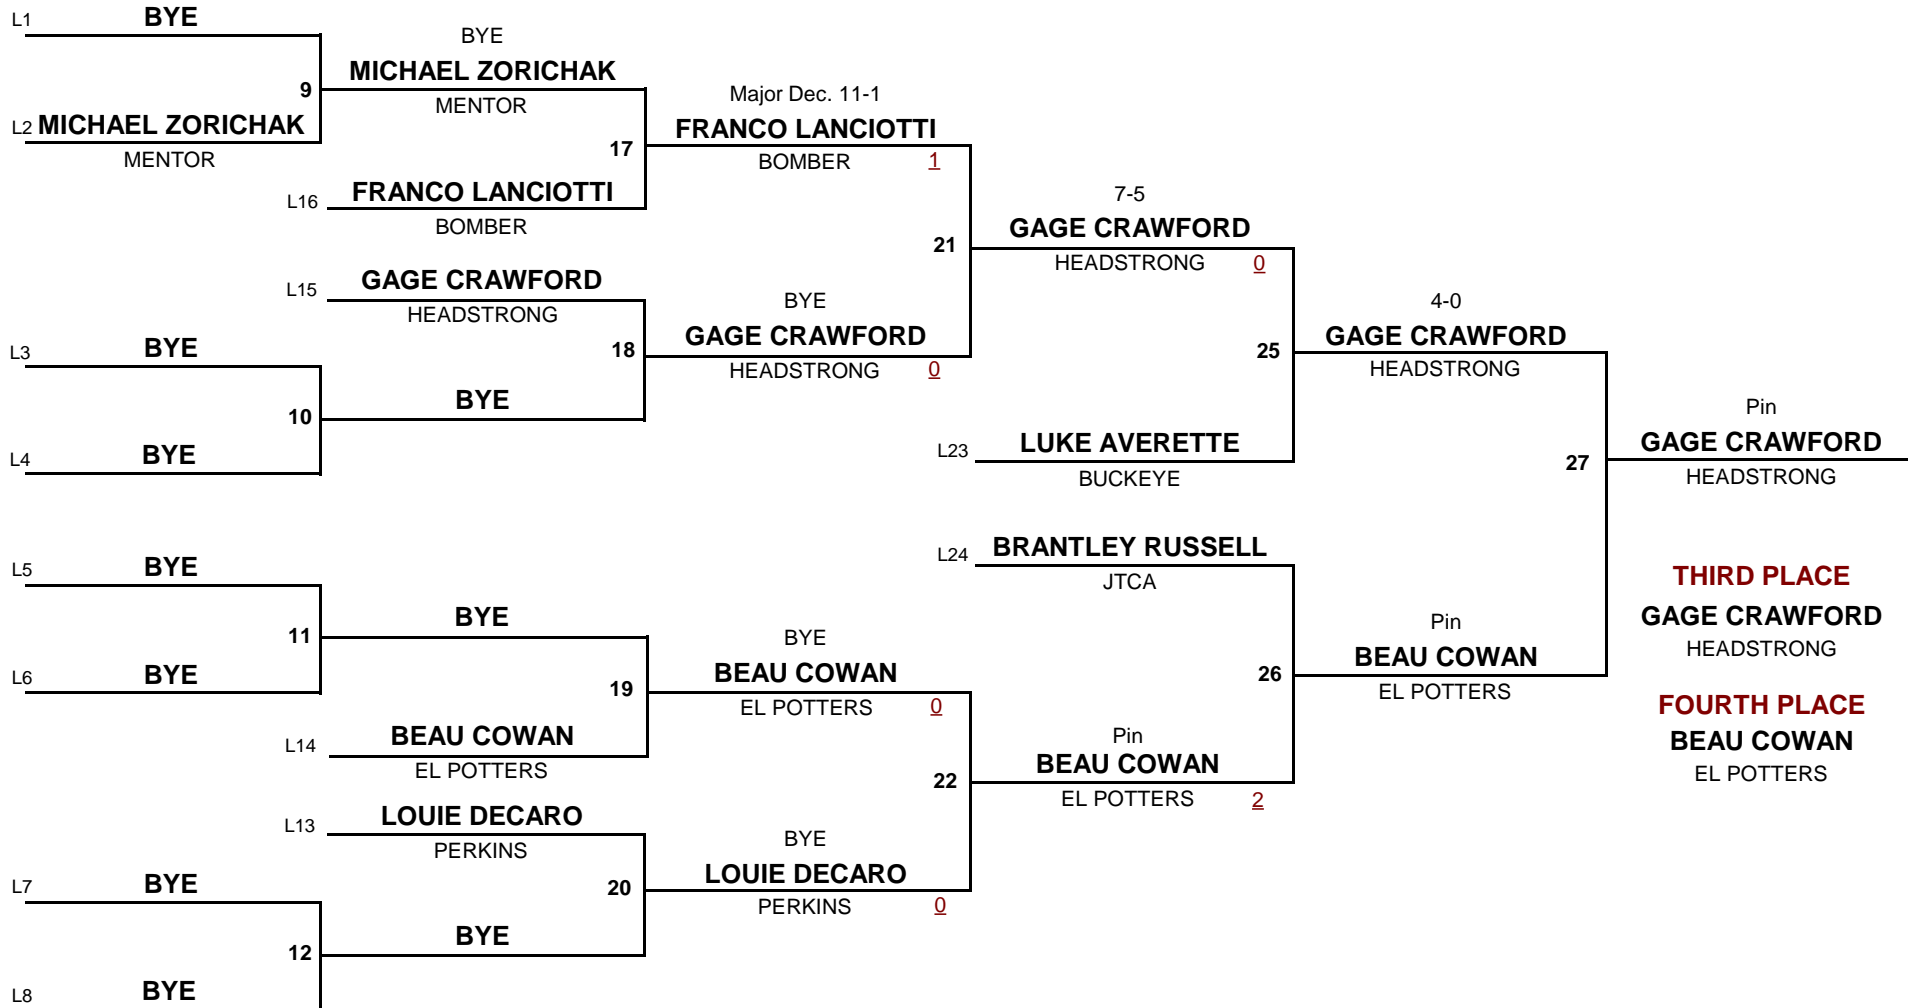 L1 BYE
BYE
9 MICHAEL ZORICHAK
MENTOR
L2 MICHAEL ZORICHAK
MENTOR
Major Dec. 11-1
17 FRANCO LANCIOTTI
BOMBER 1
L16 FRANCO LANCIOTTI
BOMBER
7-5
21 GAGE CRAWFORD
HEADSTRONG 0
L15 GAGE CRAWFORD
HEADSTRONG
BYE
18 GAGE CRAWFORD
HEADSTRONG 0
L3 BYE
10 BYE
L4 BYE
4-0
25 GAGE CRAWFORD
HEADSTRONG
L23 LUKE AVERETTE
BUCKEYE
Pin
27 GAGE CRAWFORD
HEADSTRONG
L24 BRANTLEY RUSSELL
JTCA
L5 BYE
11 BYE
L6 BYE
BYE
19 BEAU COWAN
EL POTTERS 0
L14 BEAU COWAN
EL POTTERS
Pin
26 BEAU COWAN
EL POTTERS
Pin
22 BEAU COWAN
EL POTTERS 2
L13 LOUIE DECARO
PERKINS
BYE
20 LOUIE DECARO
PERKINS 0
L7 BYE
12 BYE
L8 BYE
THIRD PLACE
GAGE CRAWFORD
HEADSTRONG
FOURTH PLACE
BEAU COWAN
EL POTTERS